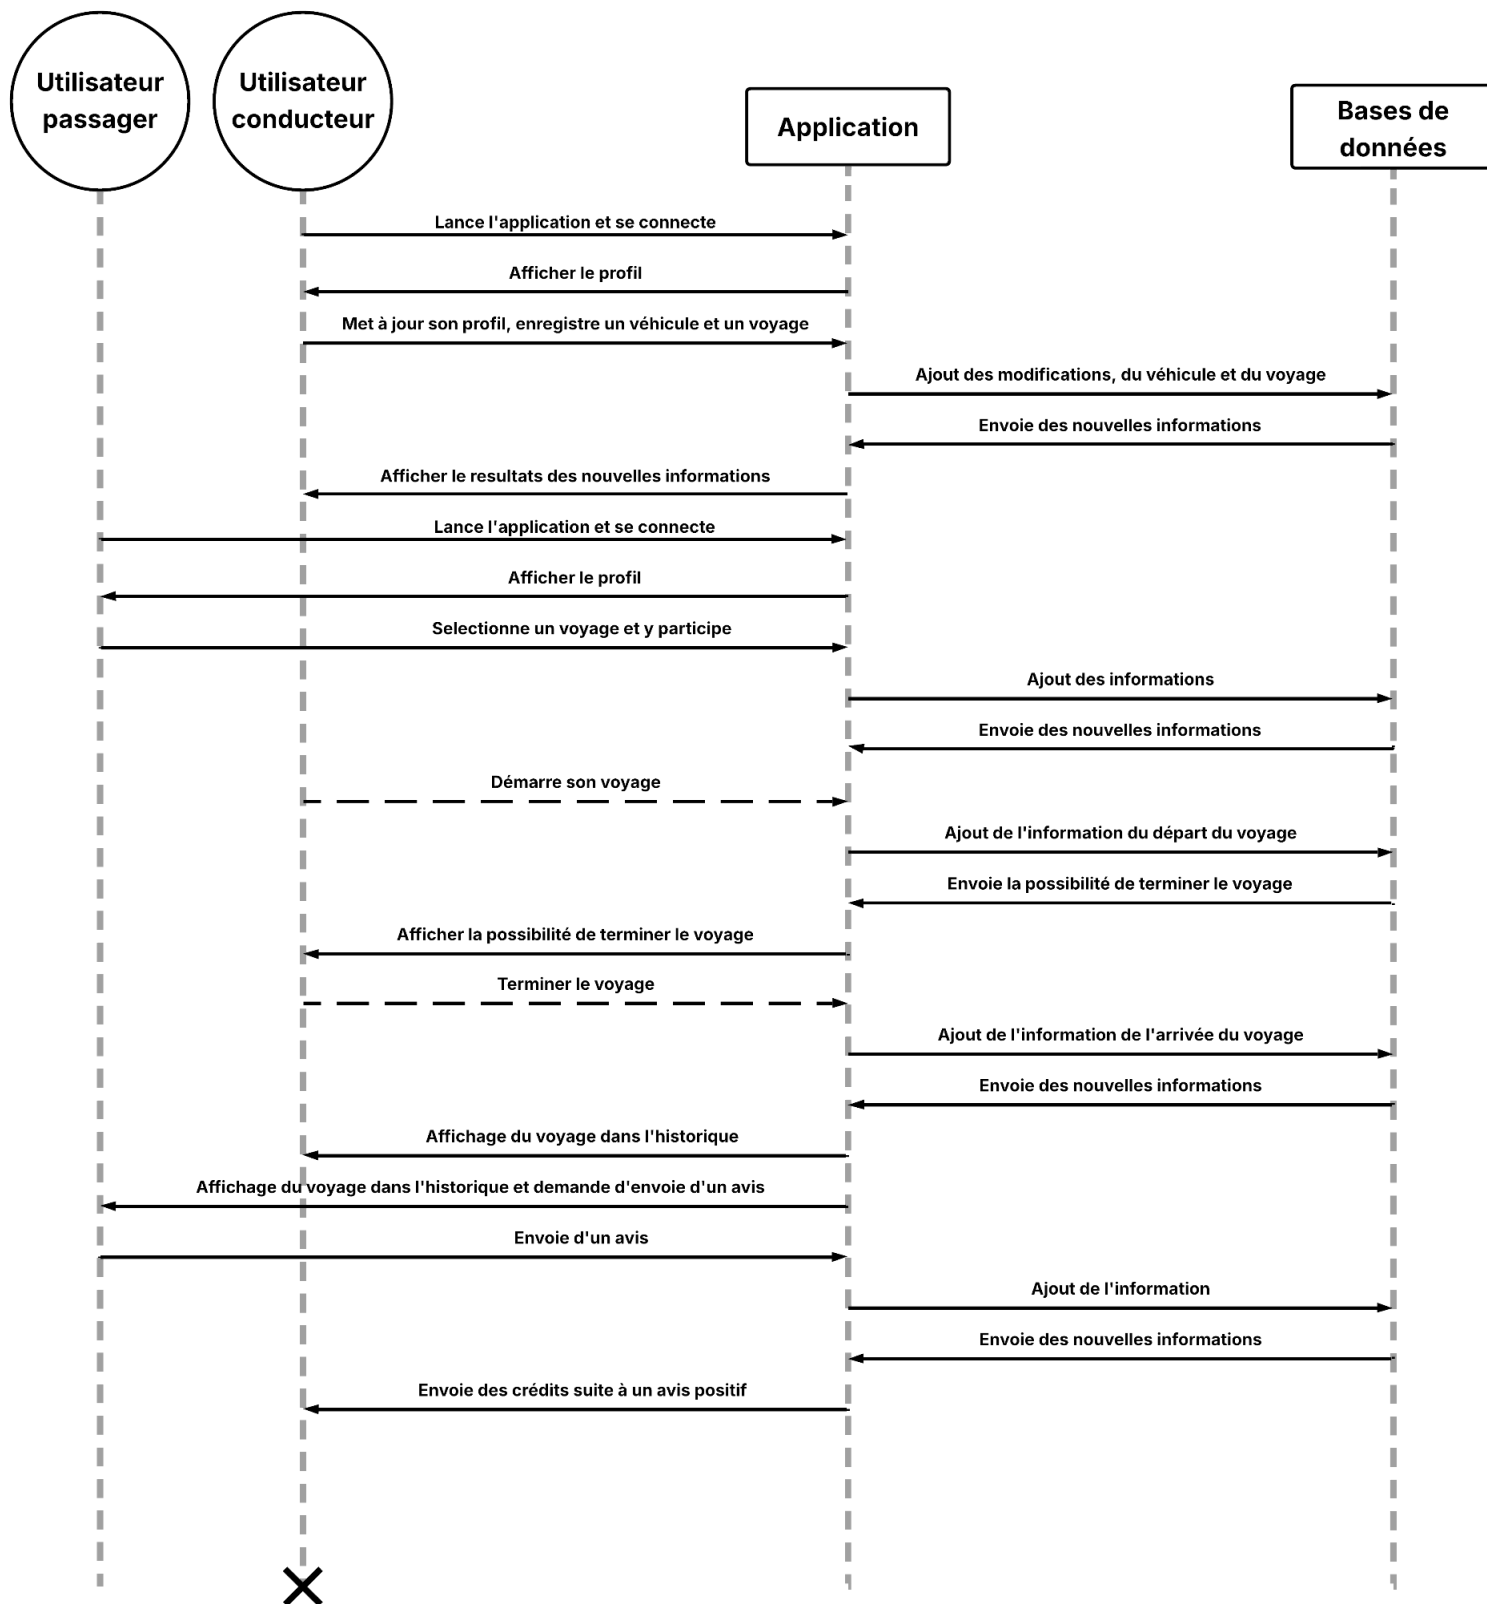 Utilisateur
passager
Utilisateur
conducteur
Application
Bases de
données
Lance l'application et se connecte
Afficher le profil
Met à jour son profil, enregistre un véhicule et un voyage
Ajout des modifications, du véhicule et du voyage
Envoie des nouvelles informations
Afficher le resultats des nouvelles informations
Lance l'application et se connecte
Afficher le profil
Selectionne un voyage et y participe
Ajout des informations
Envoie des nouvelles informations
Démarre son voyage
Ajout de l'information du départ du voyage
Envoie la possibilité de terminer le voyage
Afficher la possibilité de terminer le voyage
Terminer le voyage
Ajout de l'information de l'arrivée du voyage
Envoie des nouvelles informations
Affichage du voyage dans l'historique
Affichage du voyage dans l'historique et demande d'envoie d'un avis
Envoie d'un avis
Ajout de l'information
Envoie des nouvelles informations
Envoie des crédits suite à un avis positif